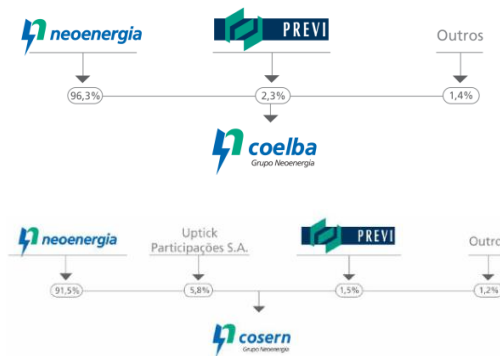 neoenergia PREVI Outros
96,3% 2,3% 1,4%
coelba
Grupo Neoenergia
neoenergia Uptick Participações S.A. PREVI Outro
91,5% 5,8% 1,5% 1,2%
cosern
Grupo Neoenergia